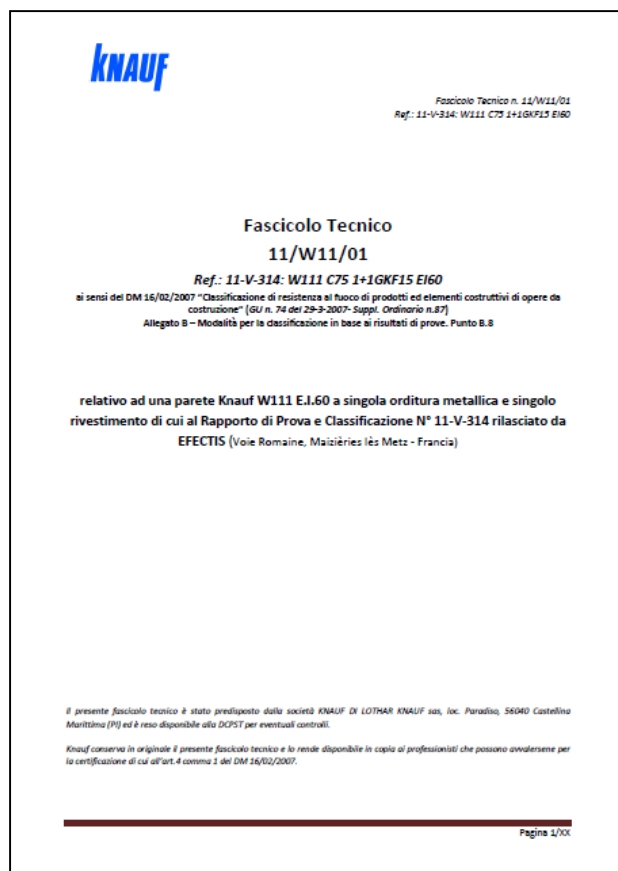 KNAUF
Fascicolo Tecnico n. 11/W11/01
Ref.: 11-V-314: W111 C75 1+1GKF15 EI60
Fascicolo Tecnico
11/W11/01
Ref.: 11-V-314: W111 C75 1+1GKF15 EI60
ai sensi del DM 16/02/2007 “Classificazione di resistenza al fuoco di prodotti ed elementi costruttivi di opere da
costruzione” (GU n. 74 del 29-3-2007- Suppl. Ordinario n.87)
Allegato B – Modalità per la classificazione in base ai risultati di prove. Punto B.8
relativo ad una parete Knauf W111 E.I.60 a singola orditura metallica e singolo
rivestimento di cui al Rapporto di Prova e Classificazione N° 11-V-314 rilasciato da
EFECTIS (Voie Romaine, Maizièries lès Metz - Francia)
Il presente fascicolo tecnico è stato predisposto dalla società KNAUF DI LOTHAR KNAUF sas, loc. Paradiso, 56040 Castellina
Marittima (PI) ed è reso disponibile alla DCPST per eventuali controlli.
Knauf conserva in originale il presente fascicolo tecnico e lo rende disponibile in copia ai professionisti che possono avvalersene per
la certificazione di cui all'art.4 comma 1 del DM 16/02/2007.
Pagina 1/XX